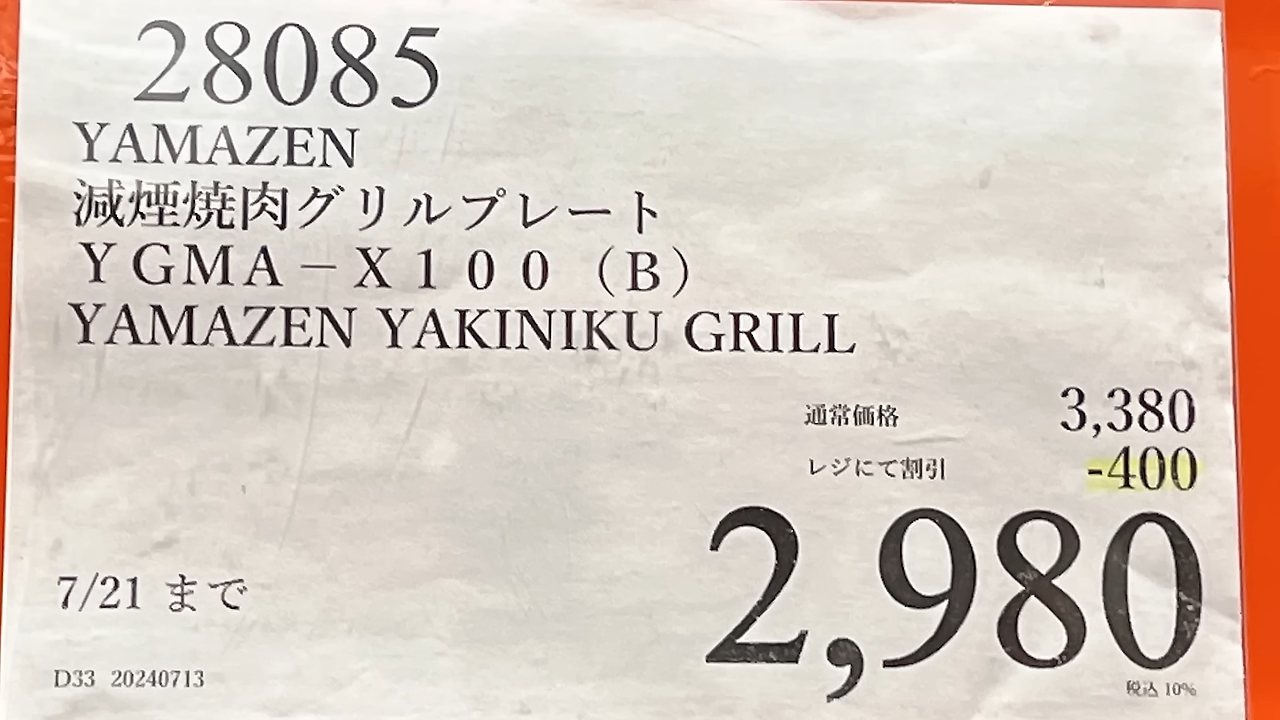 28085
YAMAZEN
減煙焼肉グリルプレート
ＹＧＭＡ－Ｘ１００（Ｂ）
YAMAZEN YAKINIKU GRILL
通常価格 3,380
レジにて割引 -400
2,980
7/21 まで
税込 10%
D33 20240713